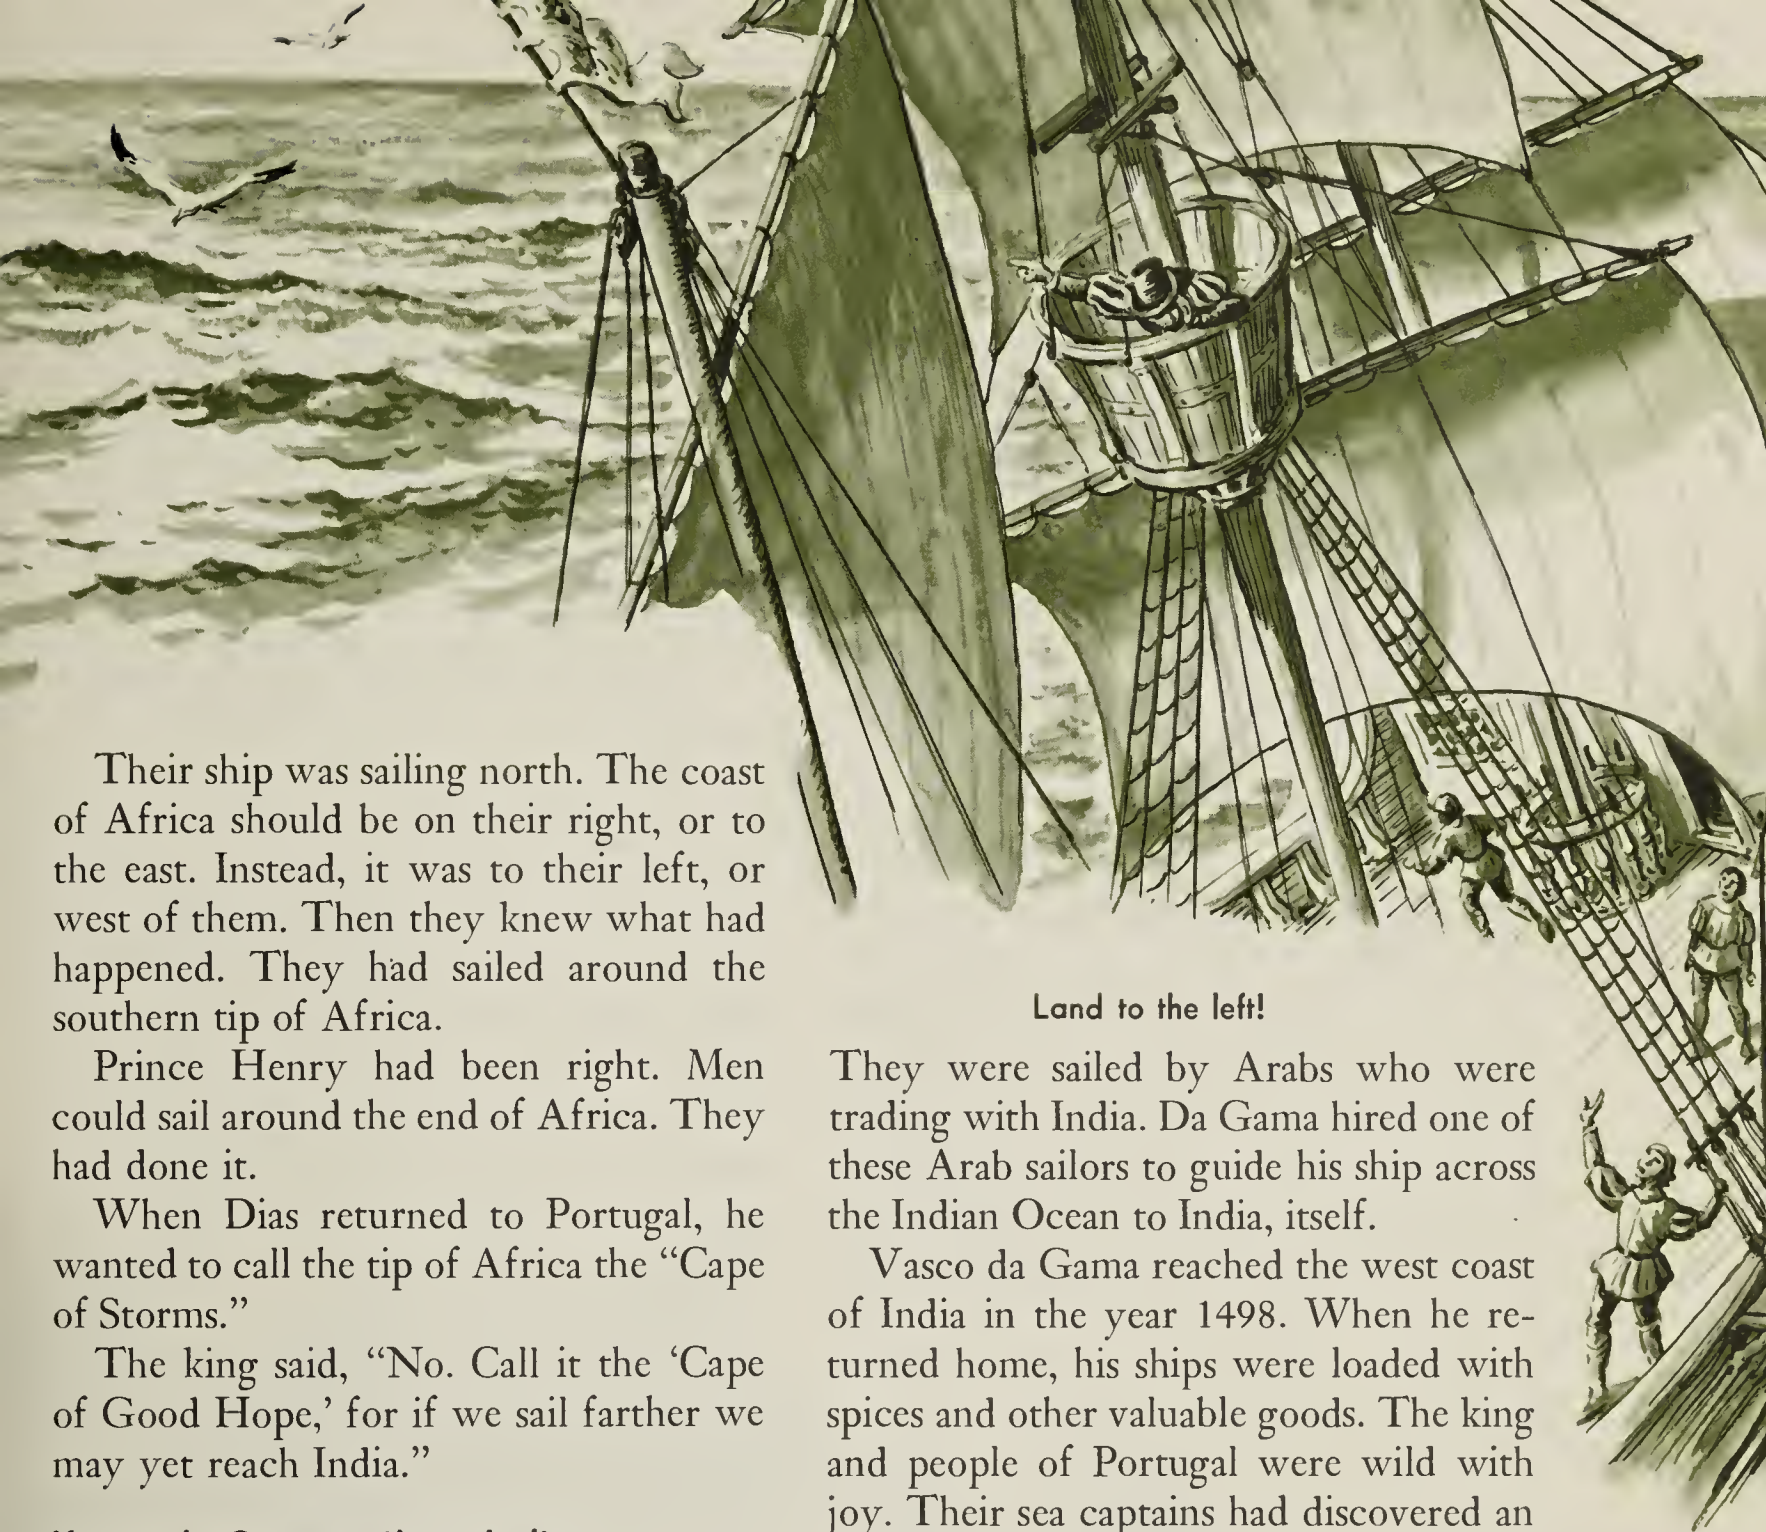 Their ship was sailing north. The coast
of Africa should be on their right, or to
the east. Instead, it was to their left, or
west of them. Then they knew what had
happened. They had sailed around the
southern tip of Africa.
Prince Henry had been right. Men
could sail around the end of Africa. They
had done it.
When Dias returned to Portugal, he
wanted to call the tip of Africa the “Cape
of Storms.”
The king said, “No. Call it the ‘Cape
of Good Hope,’ for if we sail farther we
may yet reach India.”
Land to the left!
They were sailed by Arabs who were
trading with India. Da Gama hired one of
these Arab sailors to guide his ship across
the Indian Ocean to India, itself.
Vasco da Gama reached the west coast
of India in the year 1498. When he re-
turned home, his ships were loaded with
spices and other valuable goods. The king
and people of Portugal were wild with
joy. Their sea captains had discovered an